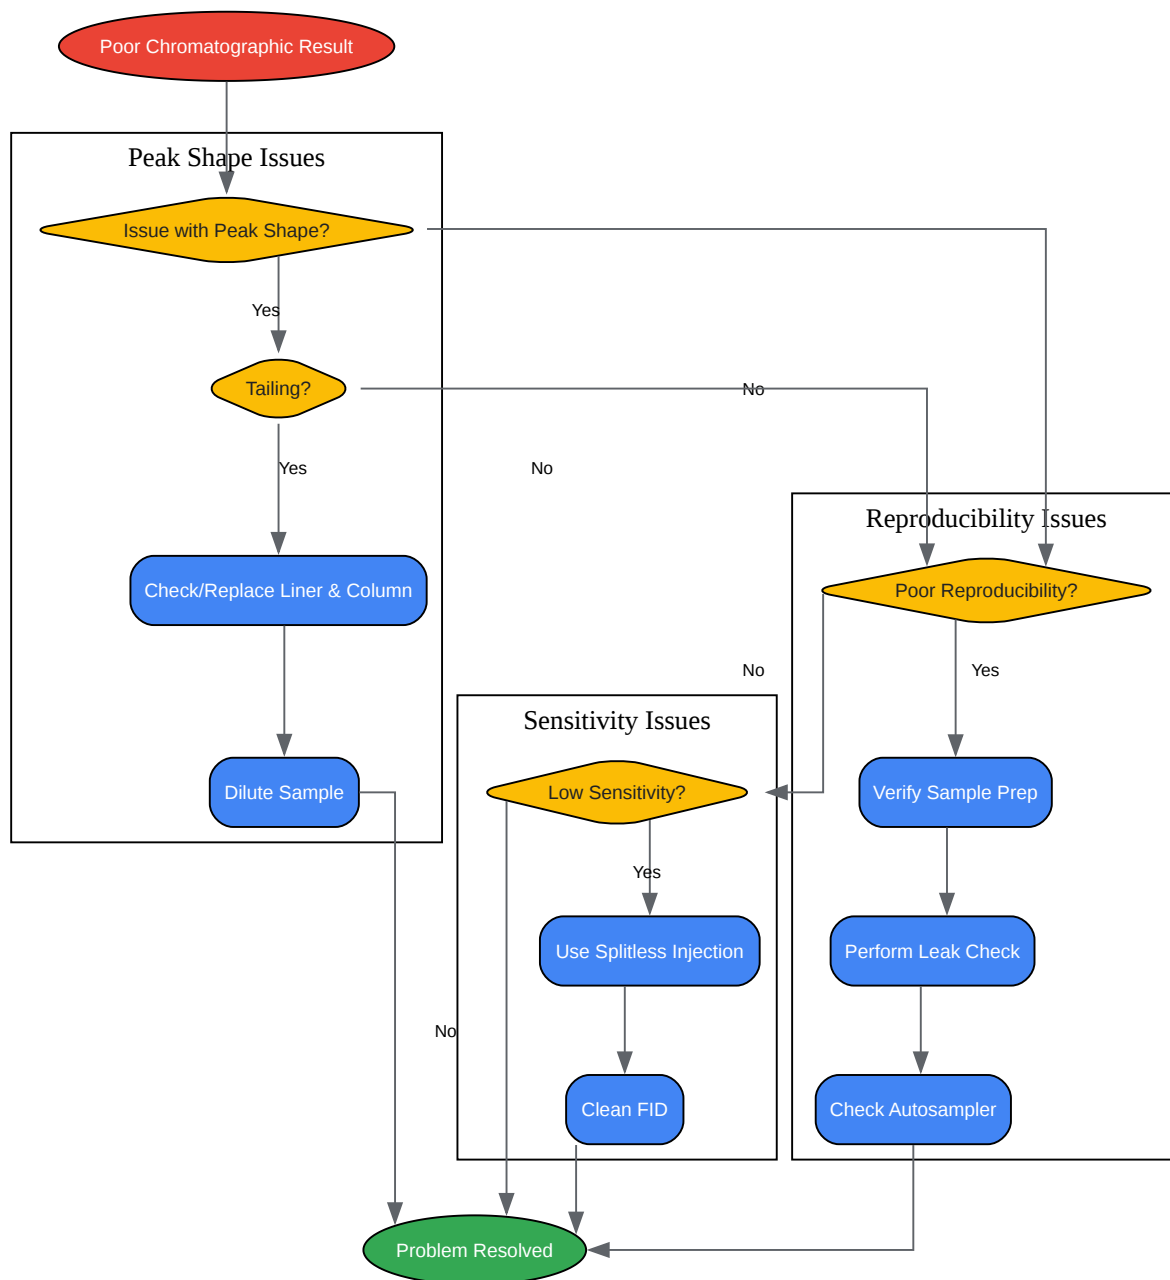 Poor Chromatographic Result
Peak Shape Issues
Issue with Peak Shape?
Yes
Tailing?
No
Yes
No
Reproducibility Issues
Check/Replace Liner & Column
Poor Reproducibility?
No
Yes
Sensitivity Issues
Dilute Sample
Low Sensitivity?
Verify Sample Prep
Yes
Use Splitless Injection
Perform Leak Check
No
Clean FID
Check Autosampler
Problem Resolved